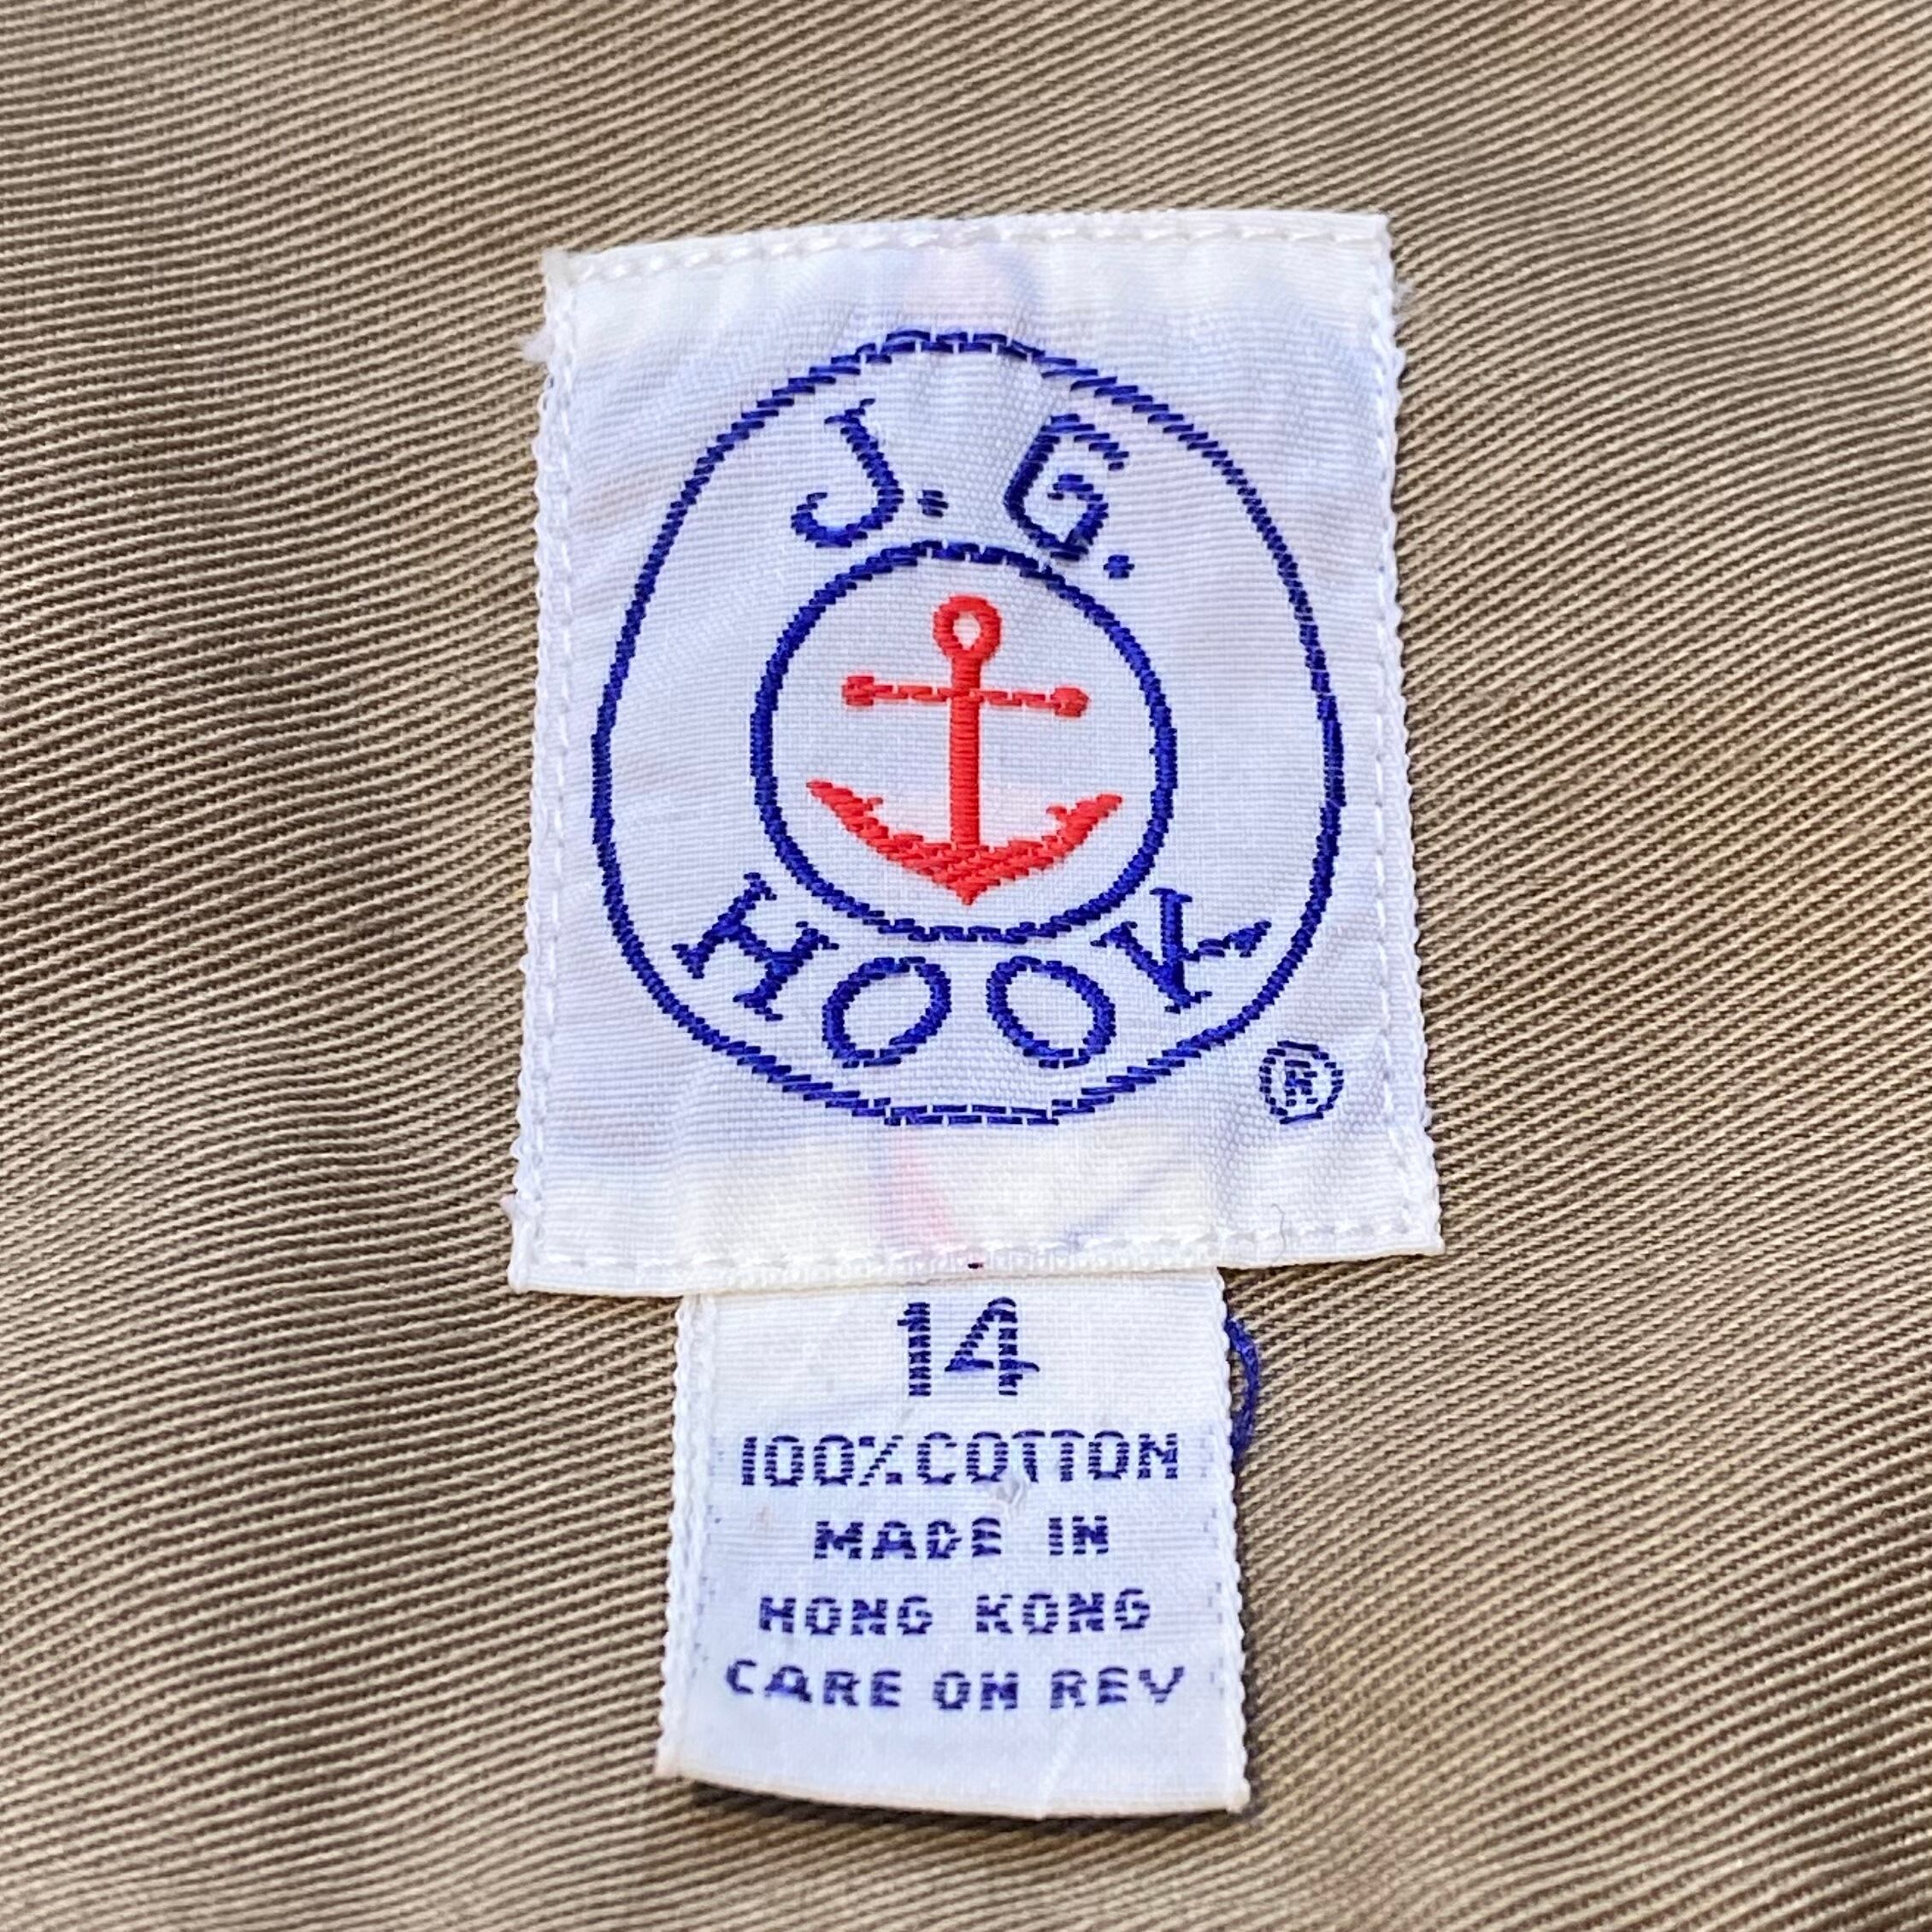 J. G.
HOOK
®
14
100% COTTON
MADE IN
HONG KONG
CARE ON REV